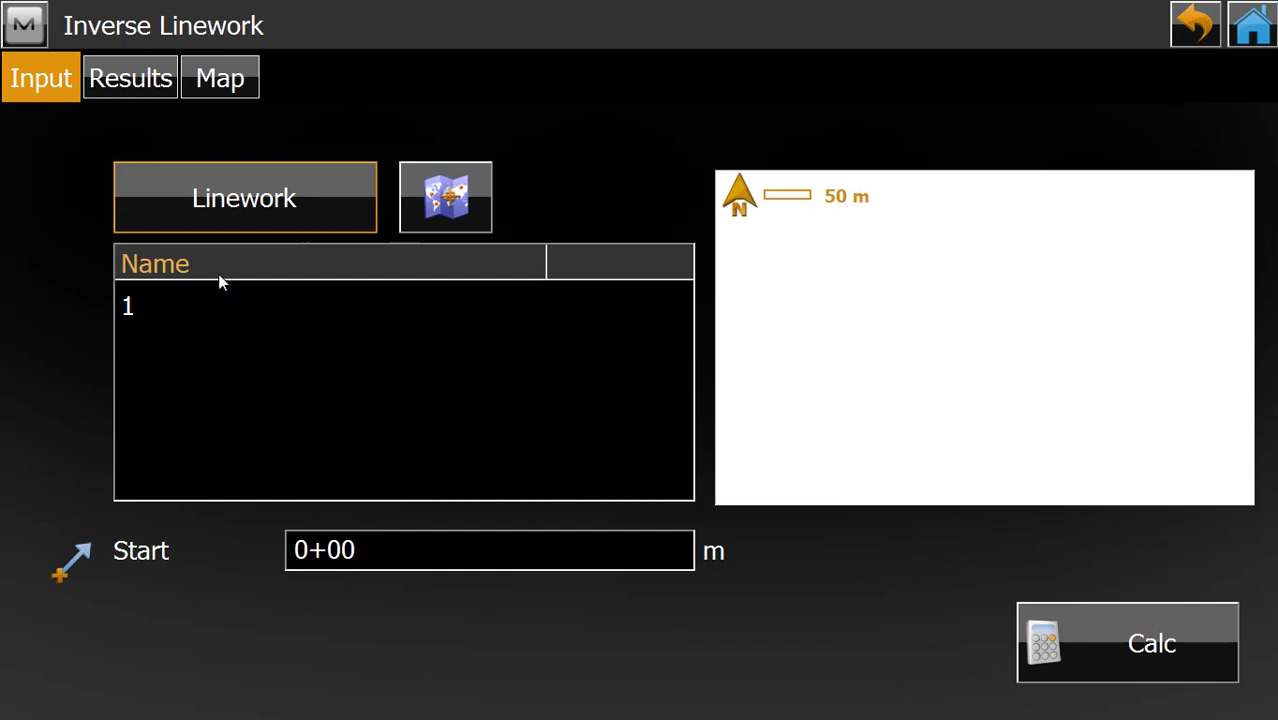 M Inverse Linework
Input Results Map
Linework
N 50 m
Name
1
Start 0+00 m
Calc